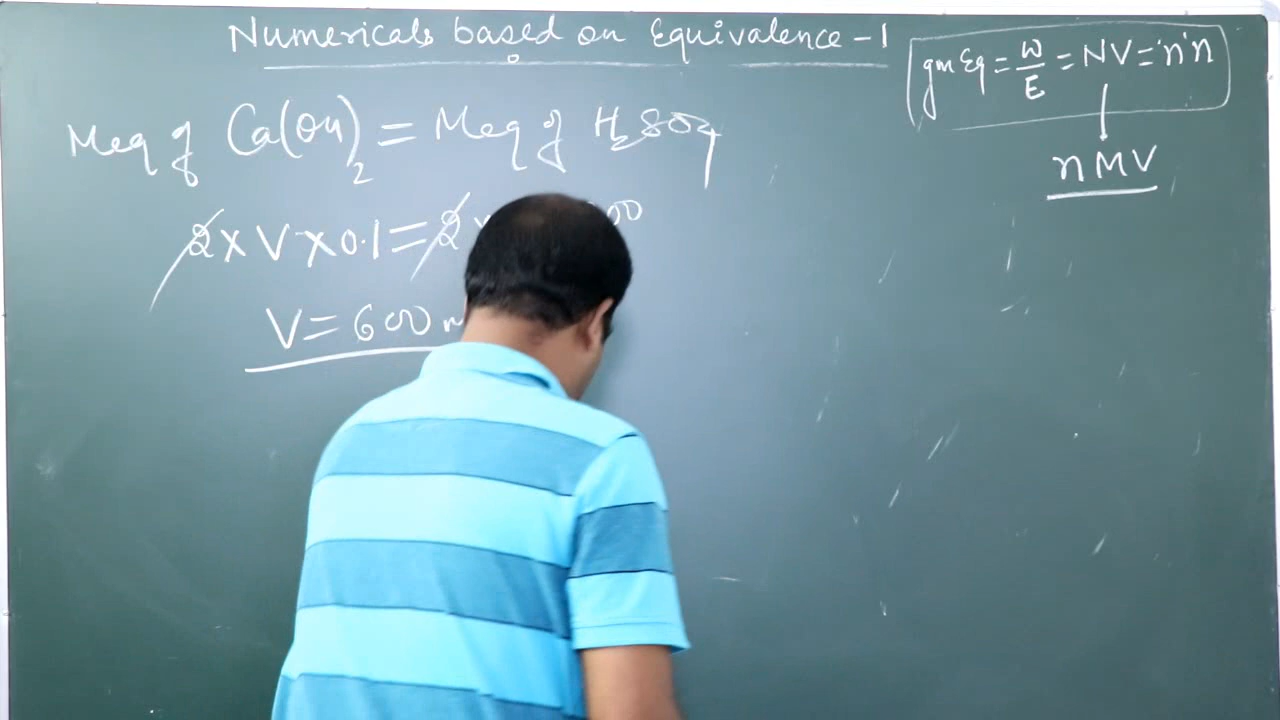 Numericals based on Equivalence-1
gm Eq = W/E = NV = 'n'n
nMV
Meq of Ca(OH)2 = Meq of H2SO4
2 x V x 0.1 = 2 x 00
V = 600 m